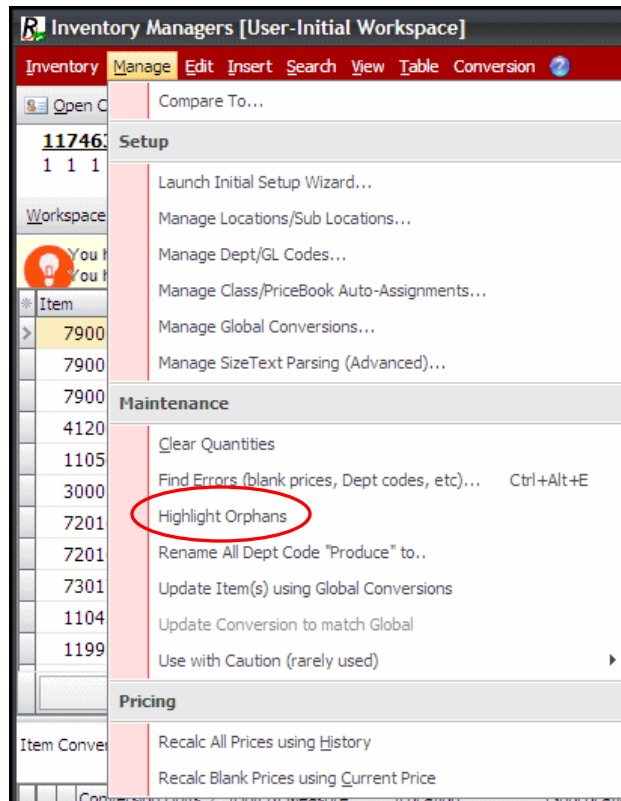 Inventory Managers [User-Initial Workspace]
Inventory Manage Edit Insert Search View Table Conversion
Open C
Compare To...
11746
1 1 1
Setup
Launch Initial Setup Wizard...
Workspace
Manage Locations/Sub Locations...
You h
You h
Manage Dept/GL Codes...
Item
Manage Class/PriceBook Auto-Assignments...
7900
Manage Global Conversions...
7900
Manage SizeText Parsing (Advanced)...
7900
Maintenance
4120
Clear Quantities
1105
Find Errors (blank prices, Dept codes, etc)... Ctrl+Alt+E
3000
Highlight Orphans
7201
Rename All Dept Code "Produce" to..
7201
Update Item(s) using Global Conversions
7301
Update Conversion to match Global
1104
Use with Caution (rarely used)
1199
Pricing
Item Conver
Recalc All Prices using History
Recalc Blank Prices using Current Price